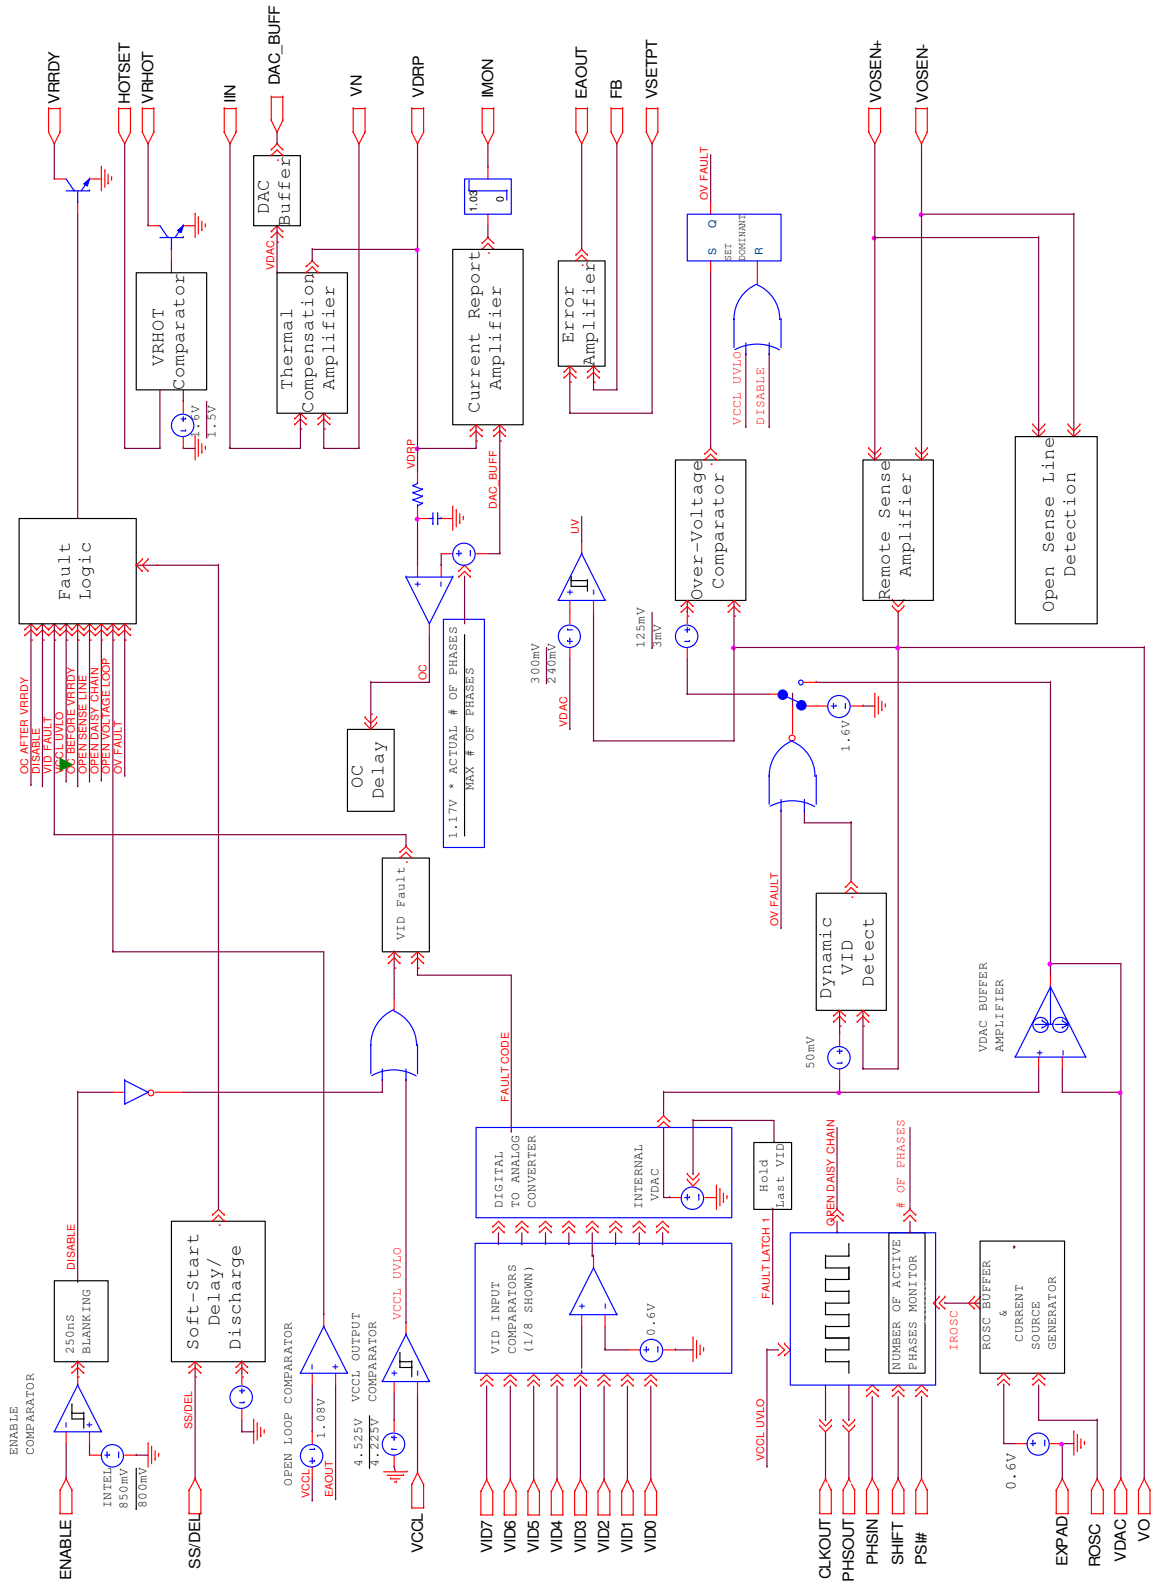 VRRDY
HOTSET
VRHOT
IIN
DAC_BUFF
VN
VDRP
IMON
EAOUT
FB
VSETPT
VOSEN+
VOSEN-
VRHOT
Comparator
1.6V
1.5V
DAC
Buffer
VDAC
Thermal
Compensation
Amplifier
1.03
0
Current Report
Amplifier
Error
Amplifier
OV FAULT
S
Q
SET
DOMINANT
R
VCCL UVLO
DISABLE
Fault
Logic
OC AFTER VRRDY
DISABLE
VID FAULT
VCCL UVLO
OC BEFORE VRRDY
OPEN SENSE LINE
OPEN DAISY CHAIN
OPEN VOLTAGE LOOP
OV FAULT
VDRP
DAC_BUFF
OC
OC
Delay
1.17V * ACTUAL # OF PHASES
MAX # OF PHASES
UV
300mV
240mV
VDAC
125mV
3mV
Over-Voltage
Comparator
Remote Sense
Amplifier
Open Sense Line
Detection
1.6V
OV FAULT
VID Fault
Dynamic
VID
Detect
50mV
VDAC BUFFER
AMPLIFIER
FAULT CODE
DIGITAL
TO ANALOG
CONVERTER
INTERNAL
VDAC
Hold
Last VID
FAULT LATCH 1
OPEN DAISY CHAIN
# OF PHASES
DISABLE
250nS
BLANKING
ENABLE
COMPARATOR
INTEL
850mV
800mV
Soft-Start
Delay/
Discharge
SS/DEL
OPEN LOOP COMPARATOR
1.08V
VCCL
EAOUT
4.525V
4.225V
VCCL OUTPUT
COMPARATOR
VCCL UVLO
VID INPUT
COMPARATORS
(1/8 SHOWN)
0.6V
VCCL UVLO
NUMBER OF ACTIVE
PHASES MONITOR
IROSC
ROSC BUFFER
&
CURRENT
SOURCE
GENERATOR
0.6V
ENABLE
SS/DEL
VCCL
VID7
VID6
VID5
VID4
VID3
VID2
VID1
VID0
CLKOUT
PHSOUT
PHSIN
SHIFT
PSI#
EXPAD
ROSC
VDAC
VO